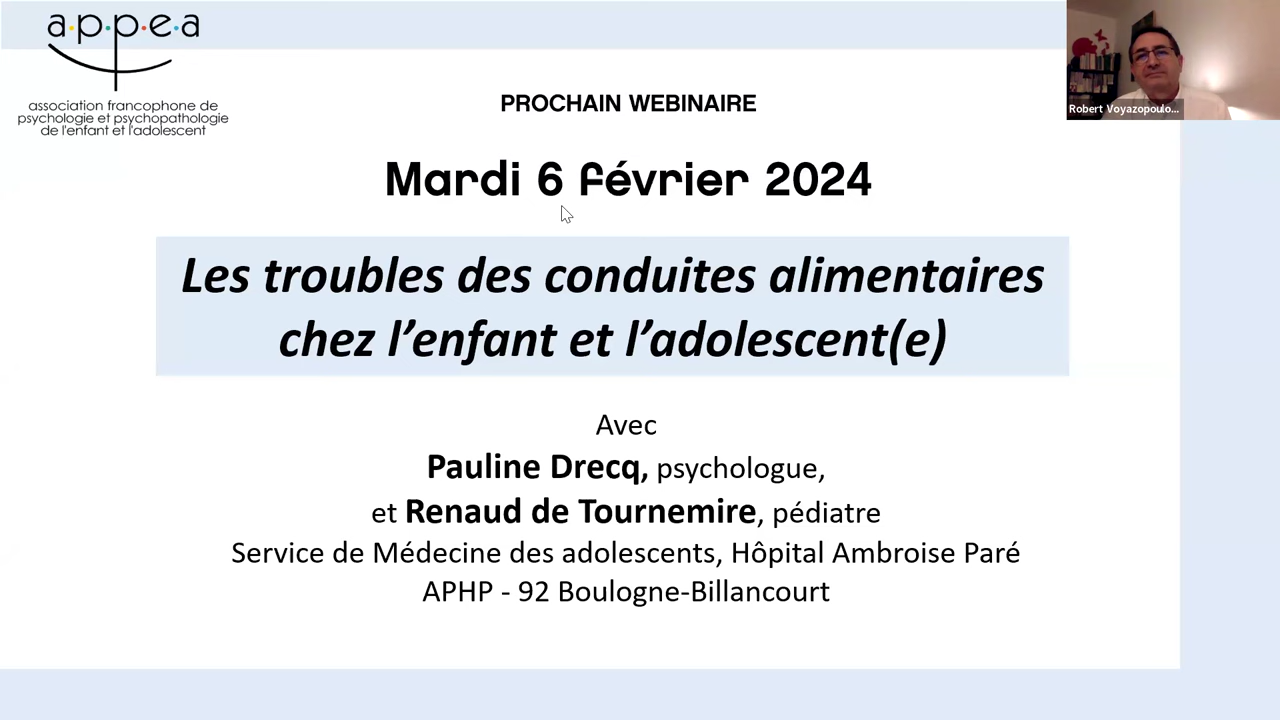 a.p.p.e.a
association francophone de
psychologie et psychopathologie
de l'enfant et l'adolescent
Robert Voyazopoulo...
PROCHAIN WEBINAIRE
Mardi 6 février 2024
Les troubles des conduites alimentaires
chez l’enfant et l’adolescent(e)
Avec
Pauline Drecq, psychologue,
et Renaud de Tournemire, pédiatre
Service de Médecine des adolescents, Hôpital Ambroise Paré
APHP - 92 Boulogne-Billancourt